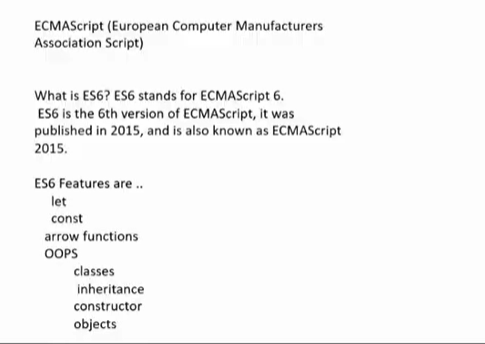 ECMAScript (European Computer Manufacturers
Association Script)
What is ES6? ES6 stands for ECMAScript 6.
ES6 is the 6th version of ECMAScript, it was
published in 2015, and is also known as ECMAScript
2015.
ES6 Features are ..
let
const
arrow functions
OOPS
classes
inheritance
constructor
objects